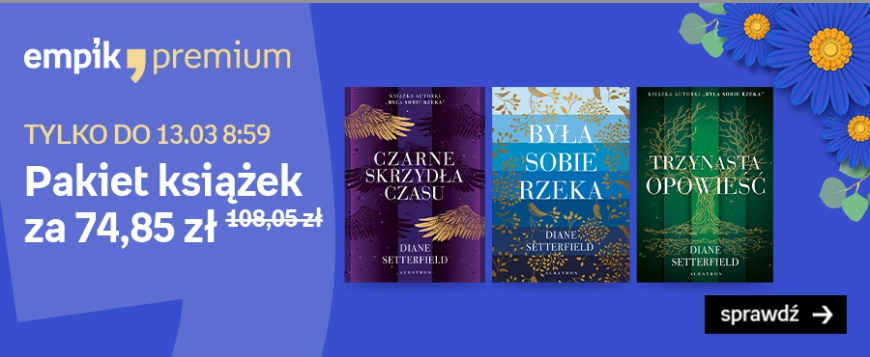 empik premium
TYLKO DO 13.03 8:59
Pakiet książek
za 74,85 zł 108,05 zł
KSIĄŻKA AUTORKI
„BYŁA SOBIE RZEKA”
CZARNE
SKRZYDŁA
CZASU
DIANE
SETTERFIELD
ALBATROS
BYŁA
SOBIE
RZEKA
DIANE
SETTERFIELD
ALBATROS
KSIĄŻKA AUTORKI „BYŁA SOBIE RZEKA”
TRZYNASTA
OPOWIEŚĆ
DIANE
SETTERFIELD
ALBATROS
sprawdź